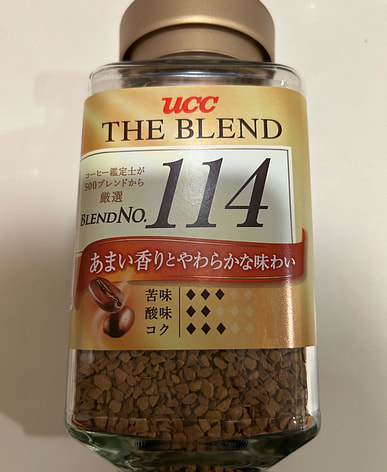 UCC
THE BLEND
コーヒー鑑定士が
500ブレンドから
厳選
BLEND NO. 114
あまい香りとやわらかな味わい
苦味
酸味
コク